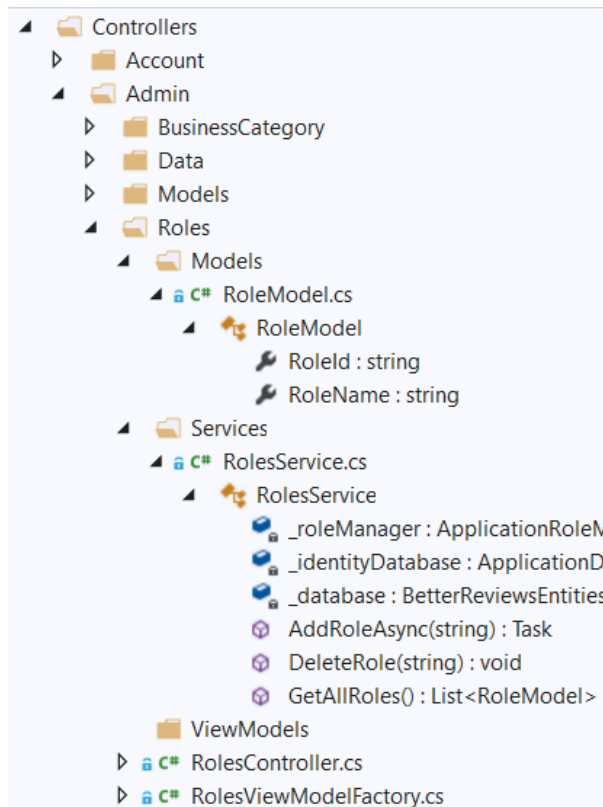 Controllers
Account
Admin
BusinessCategory
Data
Models
Roles
Models
C# RoleModel.cs
RoleModel
RoleId : string
RoleName : string
Services
C# RolesService.cs
RolesService
_roleManager : ApplicationRoleM
_identityDatabase : ApplicationD
_database : BetterReviewsEntities
AddRoleAsync(string) : Task
DeleteRole(string) : void
GetAllRoles() : List<RoleModel>
ViewModels
C# RolesController.cs
C# RolesViewModelFactory.cs